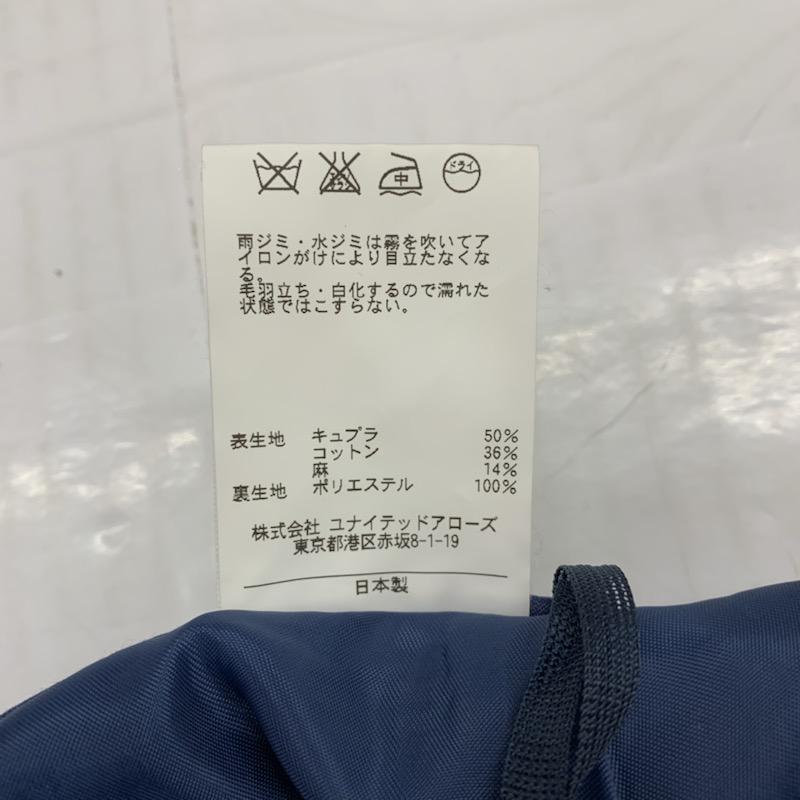 中 ドライ
雨ジミ・水ジミは霧を吹いてア
イロンがけにより目立たなくな
る。
毛羽立ち・白化するので濡れた
状態ではこすらない。
表生地 キュプラ 50%
コットン 36%
麻 14%
裏生地 ポリエステル 100%
株式会社 ユナイテッドアローズ
東京都港区赤坂8-1-19
日本製